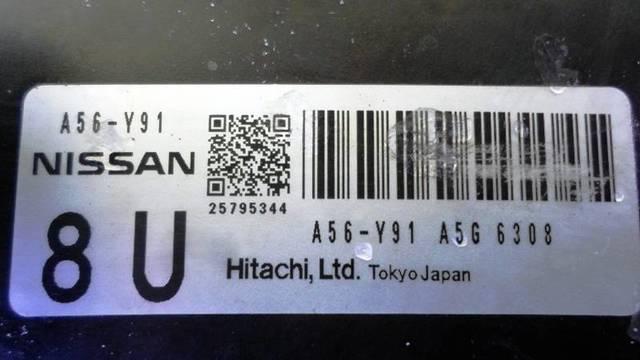 A56-Y91
NISSAN
25795344
8 U
A56-Y91 A5G 6308
Hitachi, Ltd. Tokyo Japan